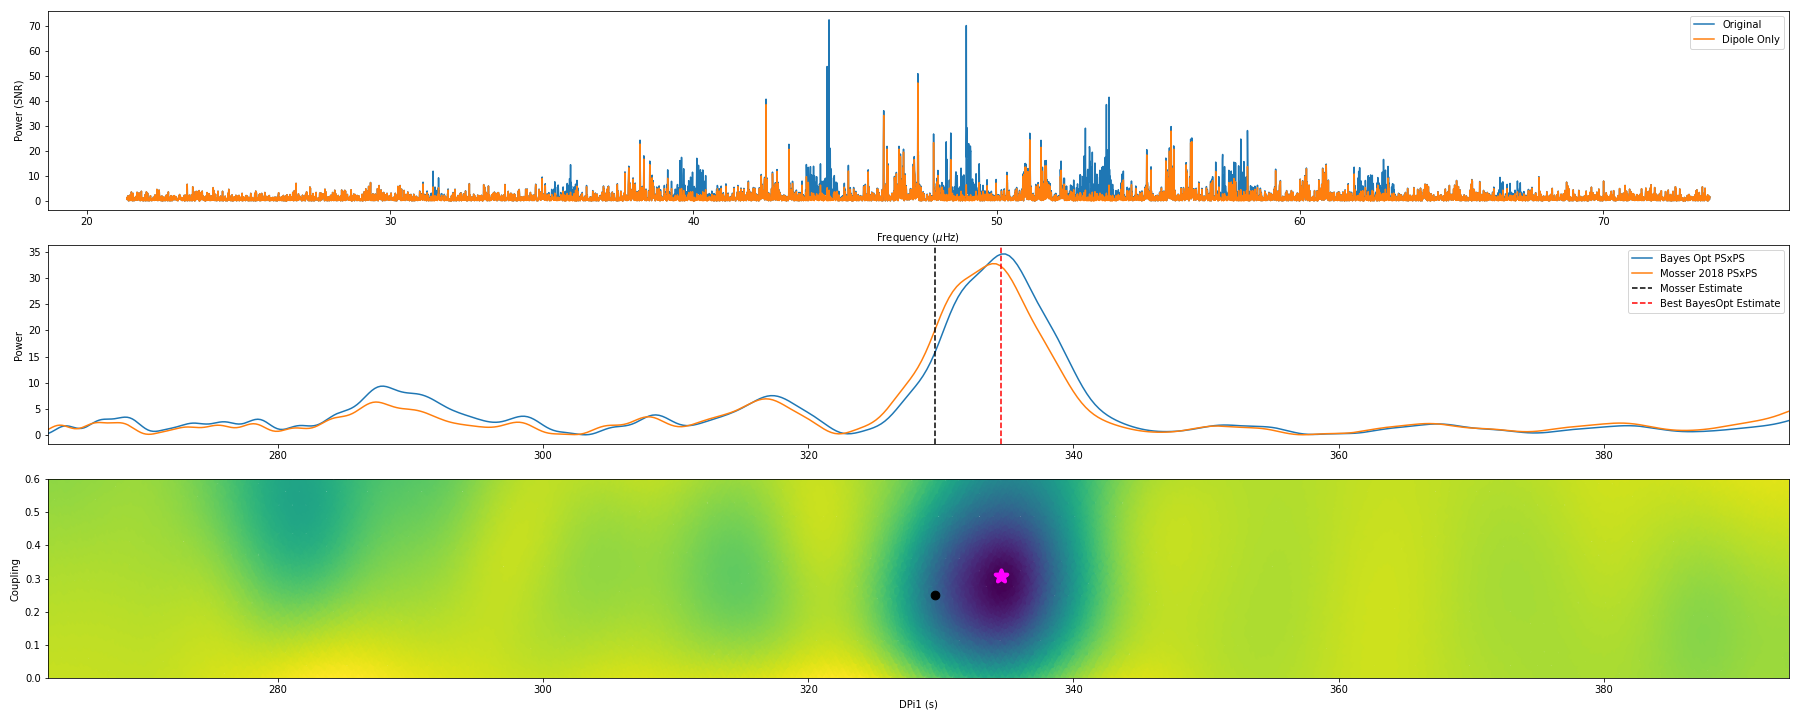 Power (SNR)
70
60
50
40
30
20
10
0
Original
Dipole Only
20 30 40 50 60 70
Frequency (μHz)
Power
35
30
25
20
15
10
5
0
Bayes Opt PSxPS
Mosser 2018 PSxPS
Mosser Estimate
Best BayesOpt Estimate
280 300 320 340 360 380
Coupling
0.6
0.5
0.4
0.3
0.2
0.1
0.0
280 300 320 340 360 380
DPi1 (s)